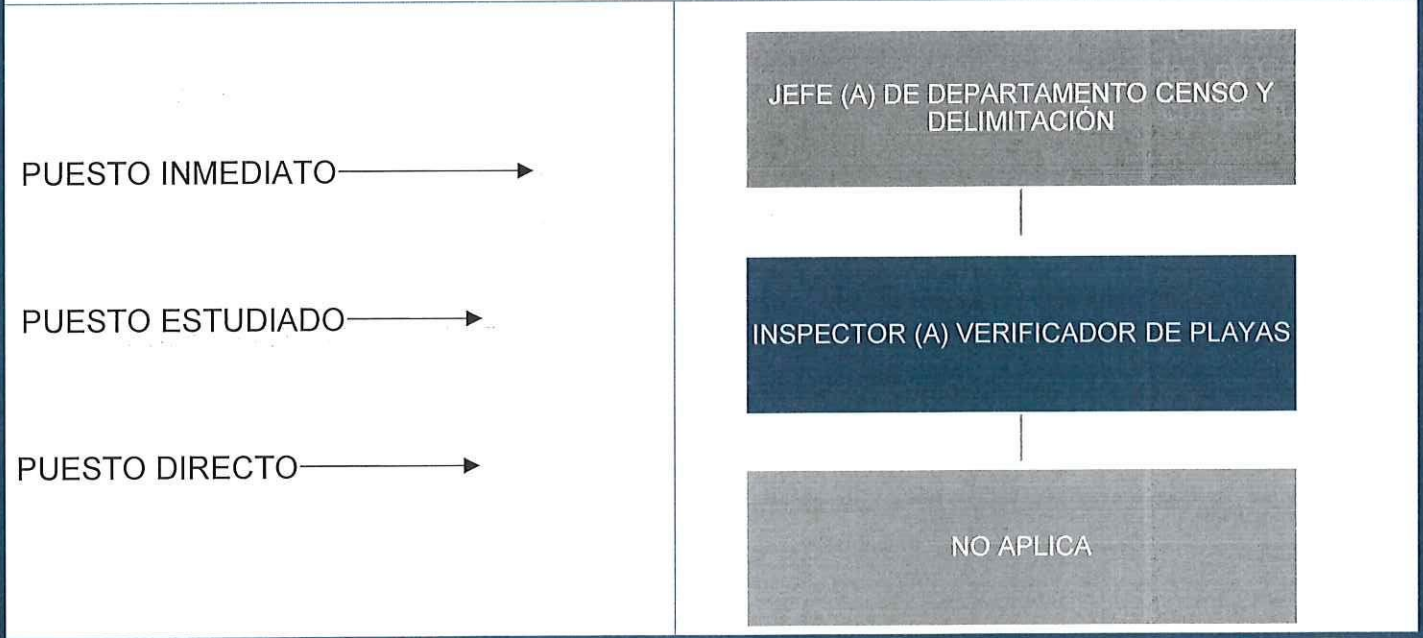 JEFE (A) DE DEPARTAMENTO CENSO Y
DELIMITACIÓN
PUESTO INMEDIATO
PUESTO ESTUDIADO
INSPECTOR (A) VERIFICADOR DE PLAYAS
PUESTO DIRECTO
NO APLICA